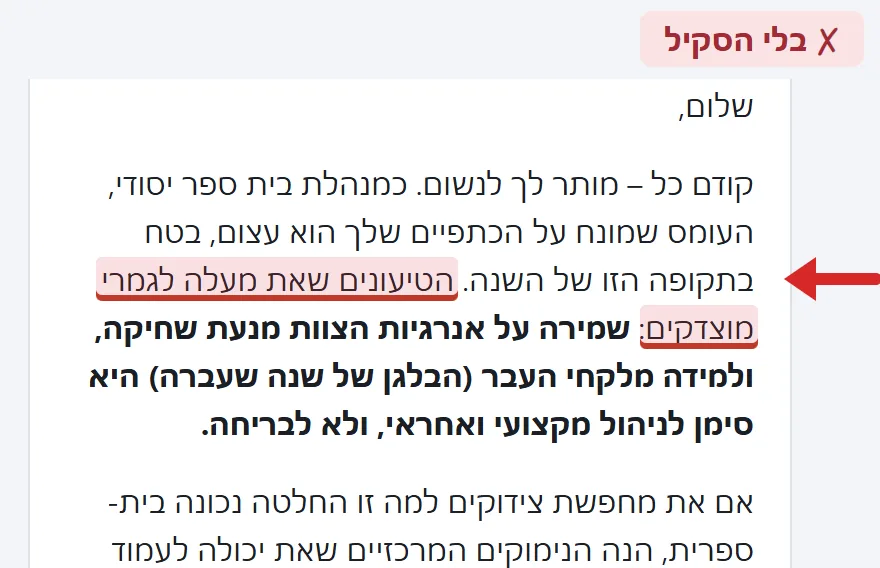 ✗ בלי הסקיל
שלום,
קודם כל – מותר לך לנשום. כמנהלת בית ספר יסודי,
העומס שמונח על הכתפיים שלך הוא עצום, בטח
בתקופה הזו של השנה. הטיעונים שאת מעלה לגמרי
מוצדקים: שמירה על אנרגיות הצוות מנעת שחיקה,
ולמידה מלקחי העבר (הבלגן של שנה שעברה) היא
סימן לניהול מקצועי ואחראי, ולא לבריחה.
אם את מחפשת צידוקים למה זו החלטה נכונה בית-
ספרית, הנה הנימוקים המרכזיים שאת יכולה לעמוד